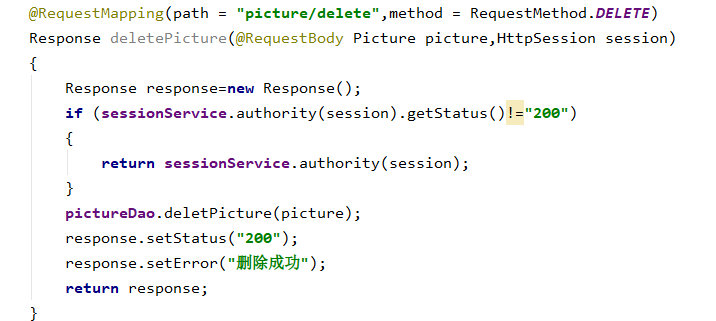 @RequestMapping(path = "picture/delete",method = RequestMethod.DELETE)
Response deletePicture(@RequestBody Picture picture,HttpSession session)
{
    Response response=new Response();
    if (sessionService.authority(session).getStatus()!="200")
    {
        return sessionService.authority(session);
    }
    pictureDao.deletPicture(picture);
    response.setStatus("200");
    response.setError("删除成功");
    return response;
}